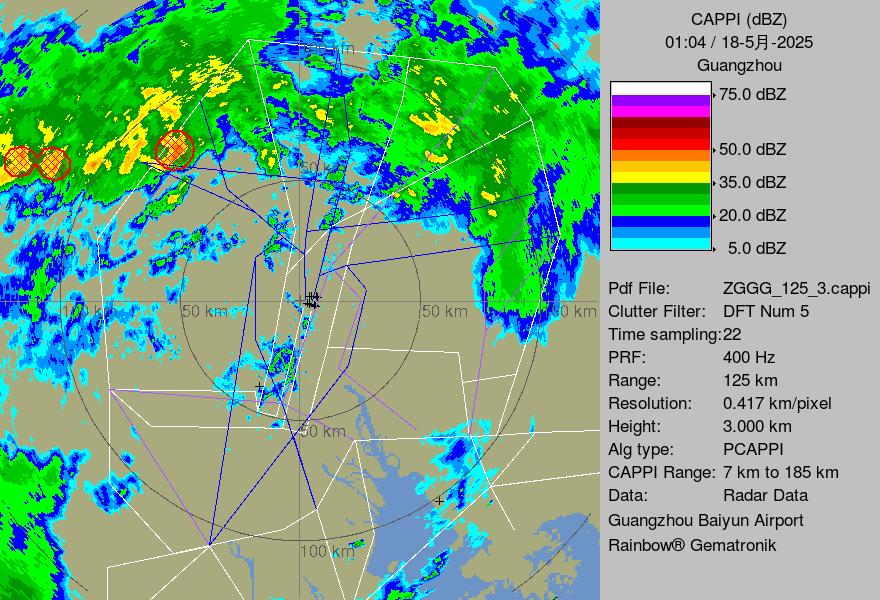 CAPPI (dBZ)
01:04 / 18-5月-2025
Guangzhou
75.0 dBZ
50.0 dBZ
35.0 dBZ
20.0 dBZ
5.0 dBZ
Pdf File: ZGGG_125_3.cappi
Clutter Filter: DFT Num 5
Time sampling:22
PRF: 400 Hz
Range: 125 km
Resolution: 0.417 km/pixel
Height: 3.000 km
Alg type: PCAPPI
CAPPI Range: 7 km to 185 km
Data: Radar Data
Guangzhou Baiyun Airport
Rainbow® Gematronik
100 km
50 km
100 km
50 km
50 km
100 km
50 km
100 km